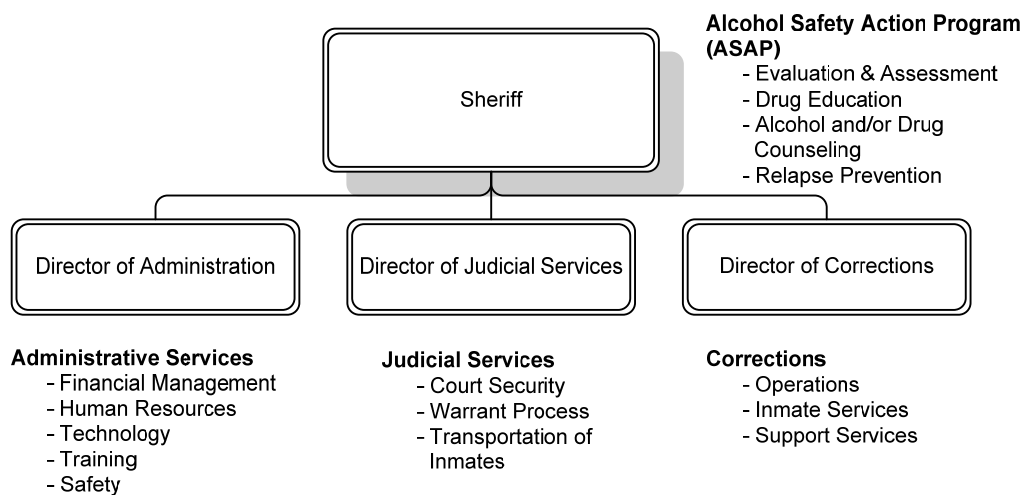 Sheriff
Alcohol Safety Action Program
(ASAP)
- Evaluation & Assessment
- Drug Education
- Alcohol and/or Drug
Counseling
- Relapse Prevention
Director of Administration
Director of Judicial Services
Director of Corrections
Administrative Services
- Financial Management
- Human Resources
- Technology
- Training
- Safety
Judicial Services
- Court Security
- Warrant Process
- Transportation of
Inmates
Corrections
- Operations
- Inmate Services
- Support Services